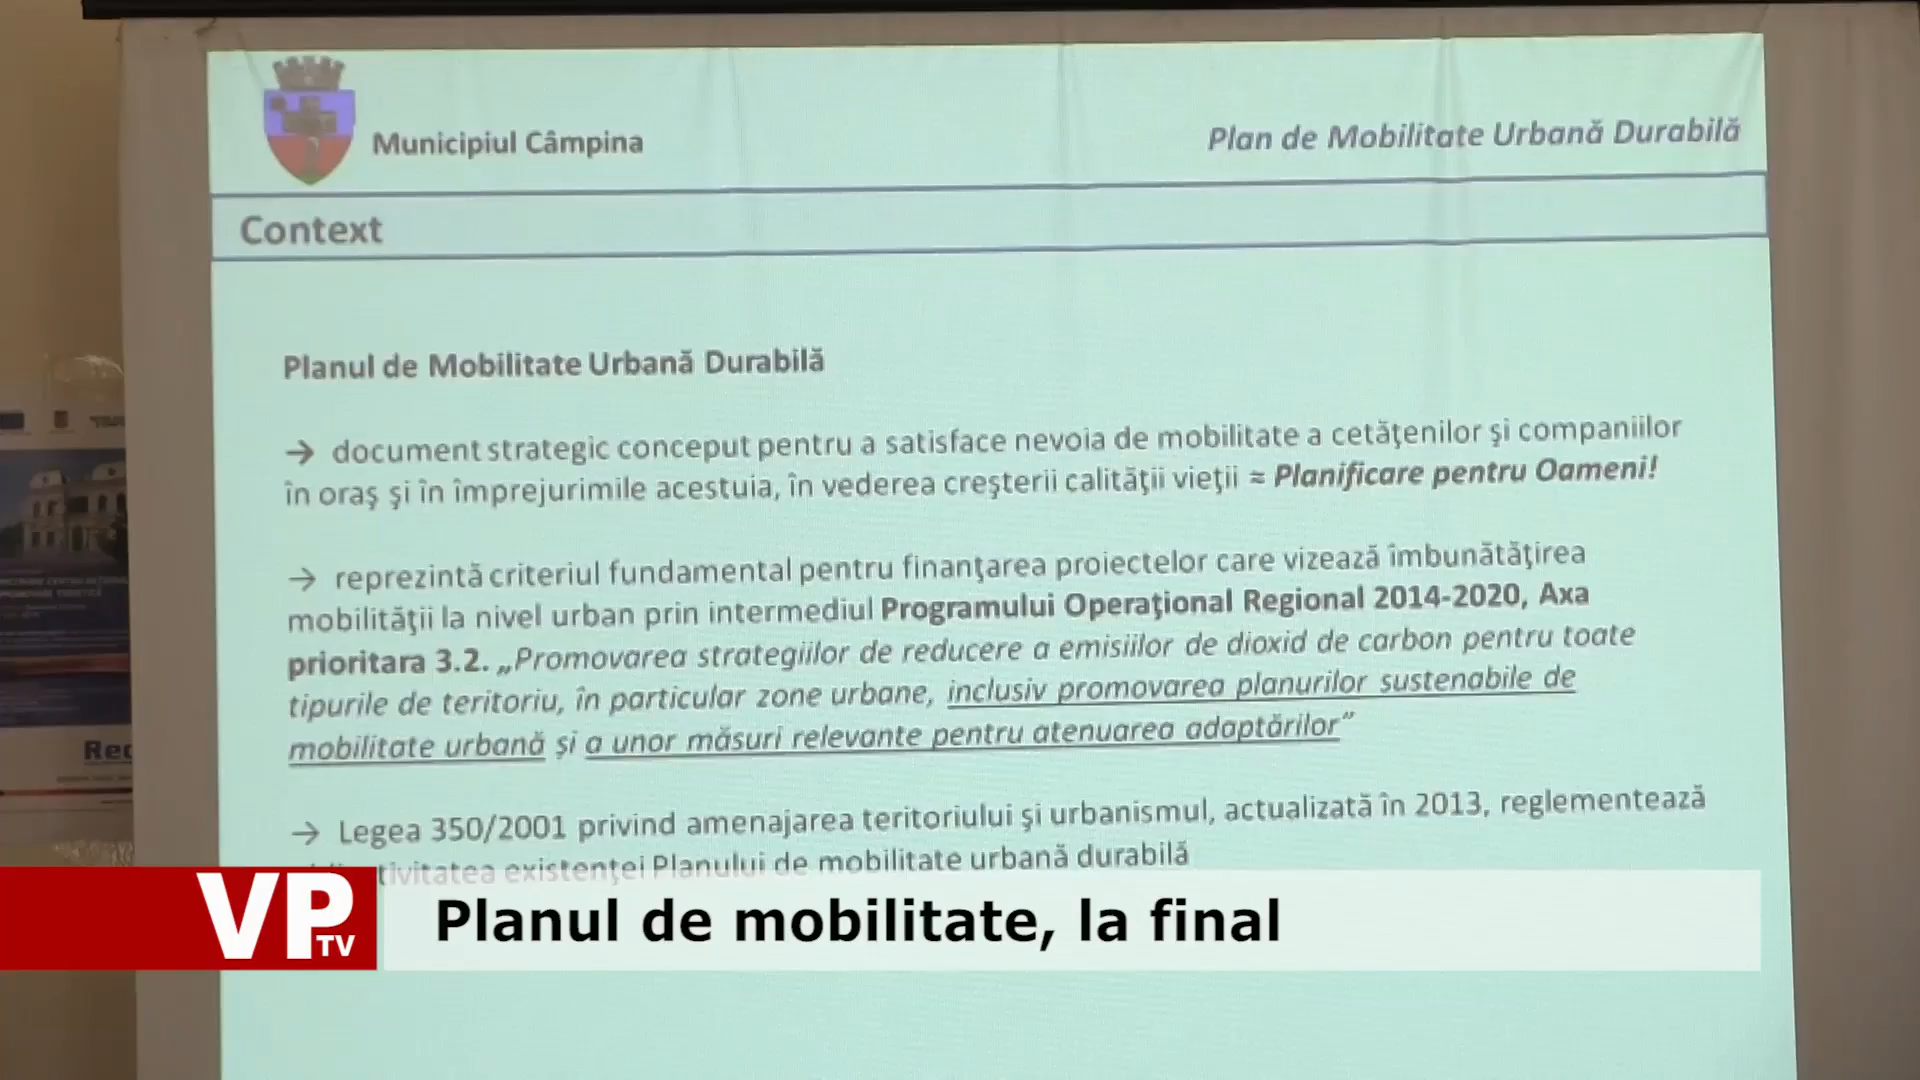 Municipiul Câmpina
Plan de Mobilitate Urbană Durabilă
Context
Planul de Mobilitate Urbană Durabilă
→ document strategic conceput pentru a satisface nevoia de mobilitate a cetăţenilor şi companiilor
în oraş şi în împrejurimile acestuia, în vederea creşterii calităţii vieţii ≈ Planificare pentru Oameni!
→ reprezintă criteriul fundamental pentru finanţarea proiectelor care vizează îmbunătăţirea
mobilităţii la nivel urban prin intermediul Programului Operaţional Regional 2014-2020, Axa
prioritara 3.2. „Promovarea strategiilor de reducere a emisiilor de dioxid de carbon pentru toate
tipurile de teritoriu, în particular zone urbane, inclusiv promovarea planurilor sustenabile de
mobilitate urbană şi a unor măsuri relevante pentru atenuarea adaptărilor”
→ Legea 350/2001 privind amenajarea teritoriului şi urbanismul, actualizată în 2013, reglementează
existenţei Planului de mobilitate urbană durabilă
VP TV
Planul de mobilitate, la final
Rec